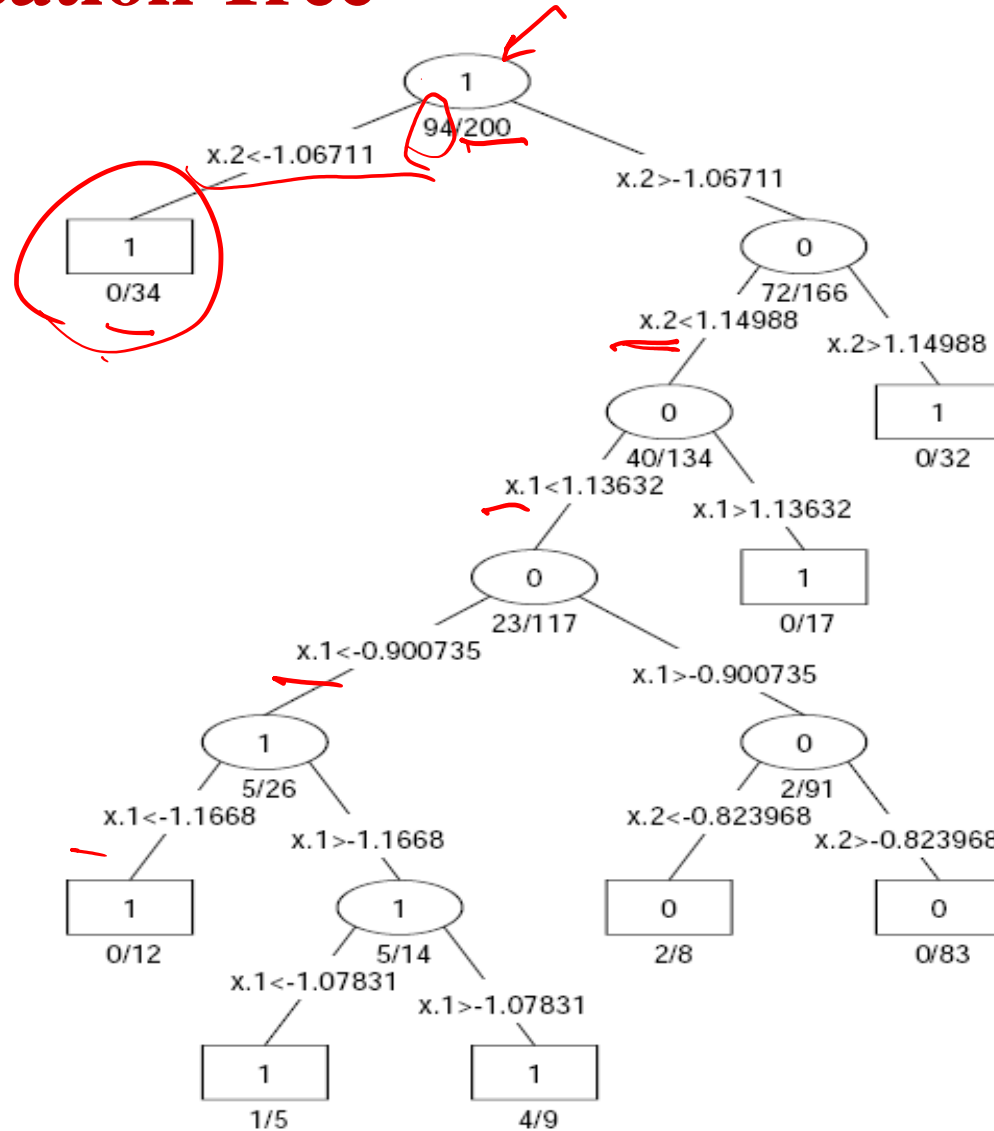 1
94/200
x.2<-1.06711
x.2>-1.06711
1
0/34
0
72/166
x.2<1.14988
x.2>1.14988
0
40/134
1
0/32
x.1<1.13632
x.1>1.13632
0
23/117
1
0/17
x.1<-0.900735
x.1>-0.900735
1
5/26
0
2/91
x.1<-1.1668
x.1>-1.1668
x.2<-0.823968
x.2>-0.823968
1
0/12
1
5/14
0
2/8
0
0/83
x.1<-1.07831
x.1>-1.07831
1
1/5
1
4/9